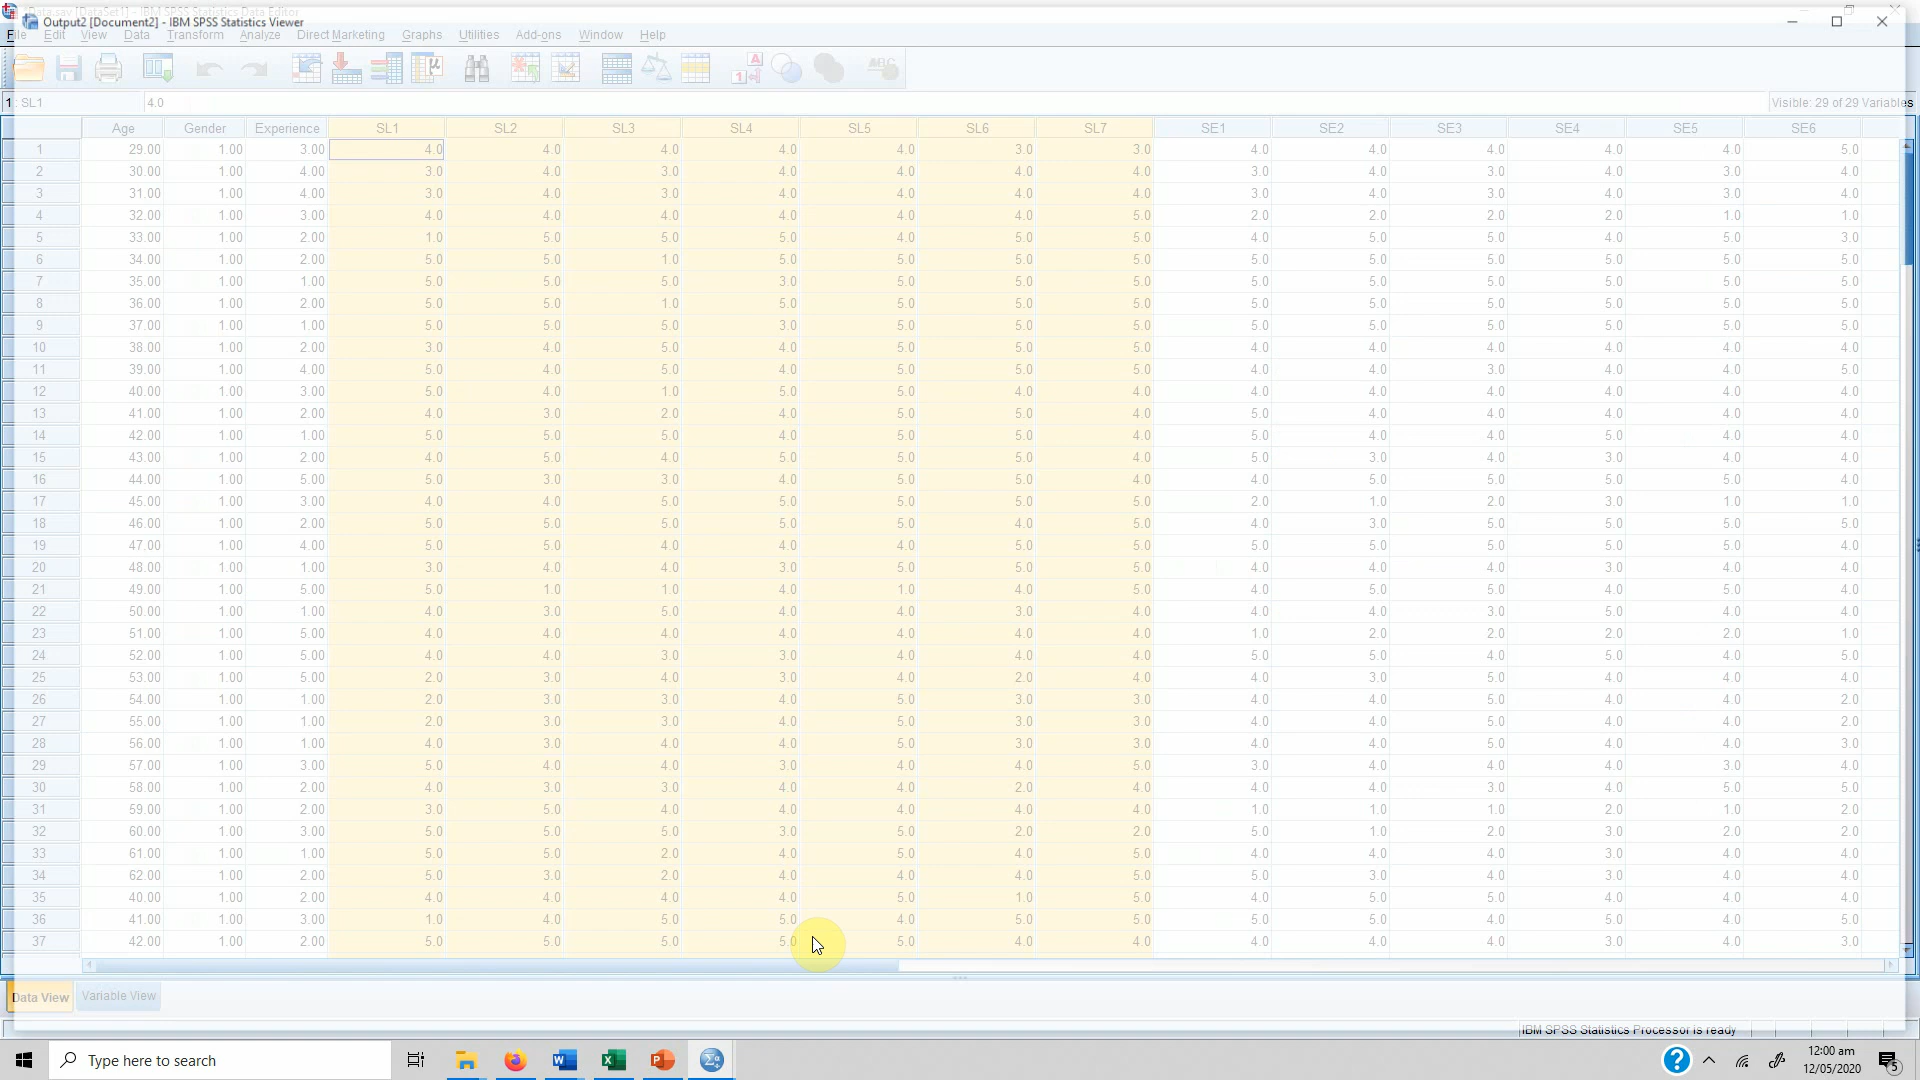 Data.sav [DataSet1] - IBM SPSS Statistics Data Editor
Output2 [Document2] - IBM SPSS Statistics Viewer
File Edit View Data Transform Analyze Direct Marketing Graphs Utilities Add-ons Window Help
1 : SL1 4.0 Visible: 29 of 29 Variables
Age Gender Experience SL1 SL2 SL3 SL4 SL5 SL6 SL7 SE1 SE2 SE3 SE4 SE5 SE6
1 29.00 1.00 3.00 4.0 4.0 4.0 4.0 4.0 3.0 3.0 4.0 4.0 4.0 4.0 4.0 5.0
2 30.00 1.00 4.00 3.0 4.0 3.0 4.0 4.0 4.0 4.0 3.0 4.0 3.0 4.0 3.0 4.0
3 31.00 1.00 4.00 3.0 4.0 3.0 4.0 4.0 4.0 4.0 3.0 4.0 3.0 4.0 3.0 4.0
4 32.00 1.00 3.00 4.0 4.0 4.0 4.0 4.0 4.0 5.0 2.0 2.0 2.0 2.0 1.0 1.0
5 33.00 1.00 2.00 1.0 5.0 5.0 5.0 4.0 5.0 5.0 4.0 5.0 5.0 4.0 5.0 3.0
6 34.00 1.00 2.00 5.0 5.0 1.0 5.0 5.0 5.0 5.0 5.0 5.0 5.0 5.0 5.0 5.0
7 35.00 1.00 1.00 5.0 5.0 5.0 3.0 5.0 5.0 5.0 5.0 5.0 5.0 5.0 5.0 5.0
8 36.00 1.00 2.00 5.0 5.0 1.0 5.0 5.0 5.0 5.0 5.0 5.0 5.0 5.0 5.0 5.0
9 37.00 1.00 1.00 5.0 5.0 5.0 3.0 5.0 5.0 5.0 5.0 5.0 5.0 5.0 5.0 5.0
10 38.00 1.00 2.00 3.0 4.0 5.0 4.0 5.0 5.0 5.0 4.0 4.0 4.0 4.0 4.0 4.0
11 39.00 1.00 4.00 5.0 4.0 5.0 4.0 5.0 5.0 5.0 4.0 4.0 3.0 4.0 4.0 5.0
12 40.00 1.00 3.00 5.0 4.0 1.0 5.0 5.0 4.0 4.0 4.0 4.0 4.0 4.0 4.0 4.0
13 41.00 1.00 2.00 4.0 3.0 2.0 4.0 5.0 5.0 4.0 5.0 4.0 4.0 4.0 4.0 4.0
14 42.00 1.00 1.00 5.0 5.0 5.0 4.0 5.0 5.0 4.0 5.0 4.0 4.0 5.0 4.0 4.0
15 43.00 1.00 2.00 4.0 5.0 4.0 5.0 5.0 5.0 4.0 5.0 3.0 4.0 3.0 4.0 4.0
16 44.00 1.00 5.00 5.0 3.0 3.0 4.0 5.0 5.0 4.0 5.0 4.0 5.0 5.0 5.0 4.0
17 45.00 1.00 3.00 4.0 4.0 5.0 5.0 5.0 5.0 5.0 2.0 1.0 2.0 3.0 1.0 1.0
18 46.00 1.00 2.00 5.0 5.0 5.0 5.0 5.0 4.0 5.0 4.0 3.0 5.0 5.0 5.0 5.0
19 47.00 1.00 4.00 5.0 5.0 4.0 4.0 4.0 5.0 5.0 5.0 5.0 5.0 5.0 5.0 4.0
20 48.00 1.00 1.00 3.0 4.0 4.0 3.0 5.0 5.0 5.0 4.0 4.0 4.0 3.0 4.0 4.0
21 49.00 1.00 5.00 5.0 1.0 1.0 4.0 1.0 4.0 5.0 4.0 5.0 5.0 4.0 5.0 4.0
22 50.00 1.00 1.00 4.0 3.0 5.0 4.0 4.0 3.0 4.0 4.0 4.0 3.0 5.0 4.0 4.0
23 51.00 1.00 5.00 4.0 4.0 4.0 4.0 4.0 4.0 4.0 1.0 2.0 2.0 2.0 2.0 1.0
24 52.00 1.00 5.00 4.0 4.0 3.0 3.0 4.0 4.0 4.0 5.0 5.0 4.0 5.0 4.0 5.0
25 53.00 1.00 5.00 2.0 3.0 4.0 3.0 4.0 2.0 4.0 4.0 3.0 5.0 4.0 4.0 4.0
26 54.00 1.00 1.00 2.0 3.0 3.0 4.0 5.0 3.0 3.0 4.0 4.0 5.0 4.0 4.0 2.0
27 55.00 1.00 1.00 2.0 3.0 3.0 4.0 5.0 3.0 3.0 4.0 4.0 5.0 4.0 4.0 2.0
28 56.00 1.00 1.00 4.0 3.0 4.0 4.0 5.0 3.0 3.0 4.0 4.0 5.0 4.0 4.0 3.0
29 57.00 1.00 3.00 5.0 4.0 4.0 3.0 4.0 4.0 5.0 3.0 4.0 4.0 4.0 3.0 4.0
30 58.00 1.00 2.00 4.0 3.0 3.0 4.0 4.0 2.0 4.0 4.0 4.0 3.0 4.0 5.0 5.0
31 59.00 1.00 2.00 3.0 5.0 4.0 4.0 4.0 4.0 4.0 1.0 1.0 1.0 2.0 1.0 2.0
32 60.00 1.00 3.00 5.0 5.0 5.0 3.0 5.0 2.0 2.0 5.0 1.0 2.0 3.0 2.0 2.0
33 61.00 1.00 1.00 5.0 5.0 2.0 4.0 5.0 4.0 5.0 4.0 4.0 4.0 3.0 4.0 4.0
34 62.00 1.00 2.00 5.0 3.0 2.0 4.0 4.0 4.0 5.0 5.0 3.0 4.0 3.0 4.0 4.0
35 40.00 1.00 2.00 4.0 4.0 4.0 4.0 5.0 1.0 5.0 4.0 5.0 5.0 4.0 4.0 4.0
36 41.00 1.00 3.00 1.0 4.0 5.0 5.0 4.0 5.0 5.0 5.0 4.0 4.0 5.0 4.0 5.0
37 42.00 1.00 2.00 5.0 5.0 5.0 5.0 5.0 4.0 4.0 4.0 4.0 4.0 3.0 4.0 3.0
Data View Variable View
IBM SPSS Statistics Processor is ready
Type here to search
12:00 am
12/05/2020
5